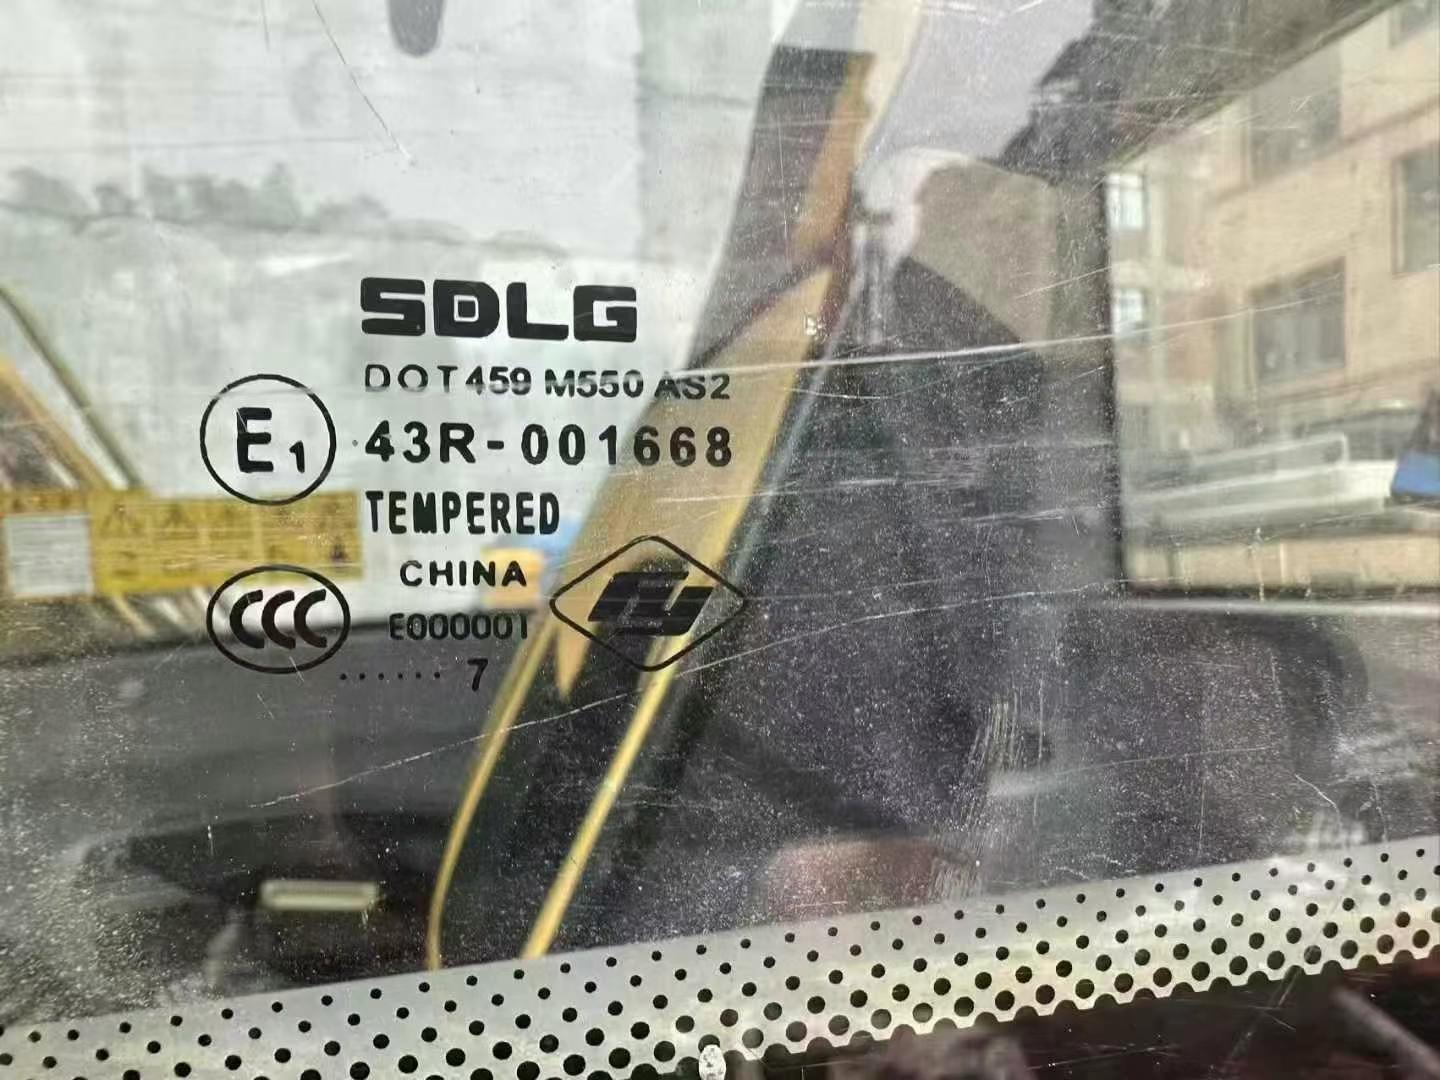 SDLG
DOT459 M550 AS2
E1 43R-001668
TEMPERED
CHINA
CCC E000001
...... 7